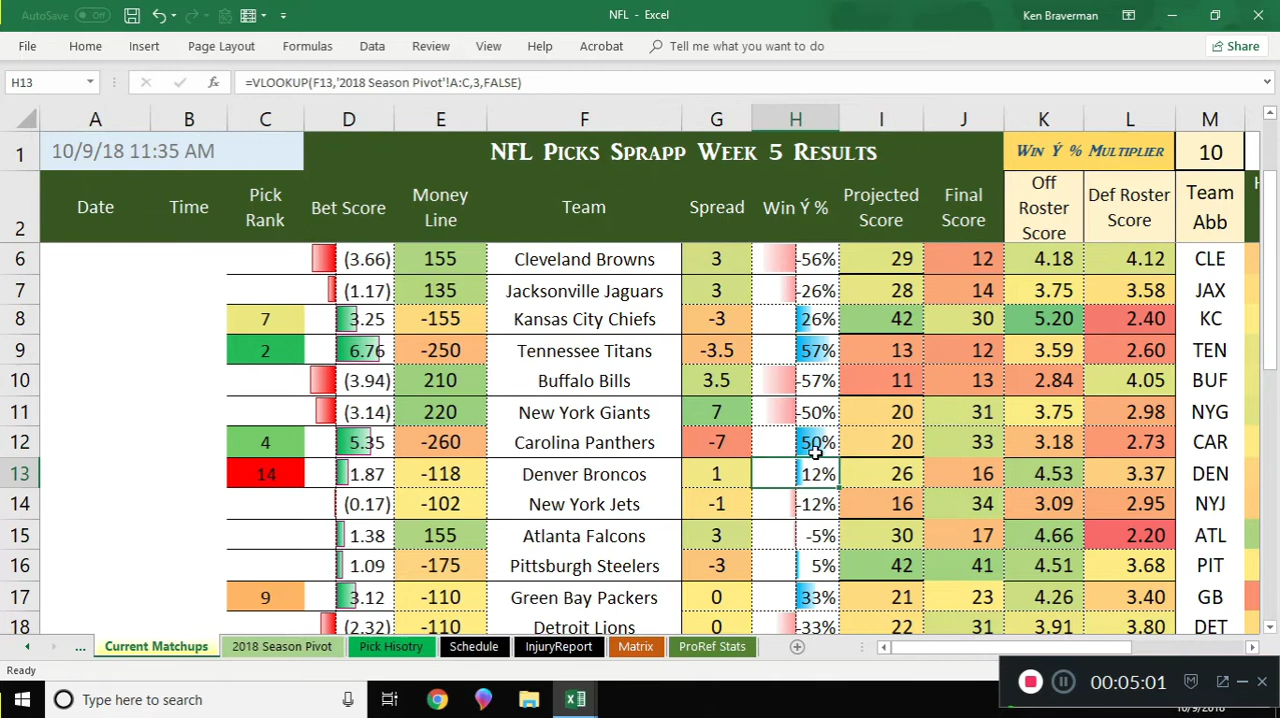 AutoSave Off NFL - Excel Ken Braverman
File Home Insert Page Layout Formulas Data Review View Help Acrobat Tell me what you want to do Share
H13 fx =VLOOKUP(F13,'2018 Season Pivot'!A:C,3,FALSE)
A B C D E F G H I J K L M
1 10/9/18 11:35 AM NFL Picks Sprapp Week 5 Results Win Ý % Multiplier 10
2 Date Time Pick Rank Bet Score Money Line Team Spread Win Ý % Projected Score Final Score Off Roster Score Def Roster Score Team Abb
6 (3.66) 155 Cleveland Browns 3 -56% 29 12 4.18 4.12 CLE
7 (1.17) 135 Jacksonville Jaguars 3 -26% 28 14 3.75 3.58 JAX
8 7 3.25 -155 Kansas City Chiefs -3 26% 42 30 5.20 2.40 KC
9 2 6.76 -250 Tennessee Titans -3.5 57% 13 12 3.59 2.60 TEN
10 (3.94) 210 Buffalo Bills 3.5 -57% 11 13 2.84 4.05 BUF
11 (3.14) 220 New York Giants 7 -50% 20 31 3.75 2.98 NYG
12 4 5.35 -260 Carolina Panthers -7 50% 20 33 3.18 2.73 CAR
13 14 1.87 -118 Denver Broncos 1 12% 26 16 4.53 3.37 DEN
14 (0.17) -102 New York Jets -1 -12% 16 34 3.09 2.95 NYJ
15 1.38 155 Atlanta Falcons 3 -5% 30 17 4.66 2.20 ATL
16 1.09 -175 Pittsburgh Steelers -3 5% 42 41 4.51 3.68 PIT
17 9 3.12 -110 Green Bay Packers 0 33% 21 23 4.26 3.40 GB
18 (2.32) -110 Detroit Lions 0 -33% 22 31 3.91 3.80 DET
... Current Matchups 2018 Season Pivot Pick Hisotry Schedule InjuryReport Matrix ProRef Stats
Ready
00:05:01
Type here to search
10/9/2018